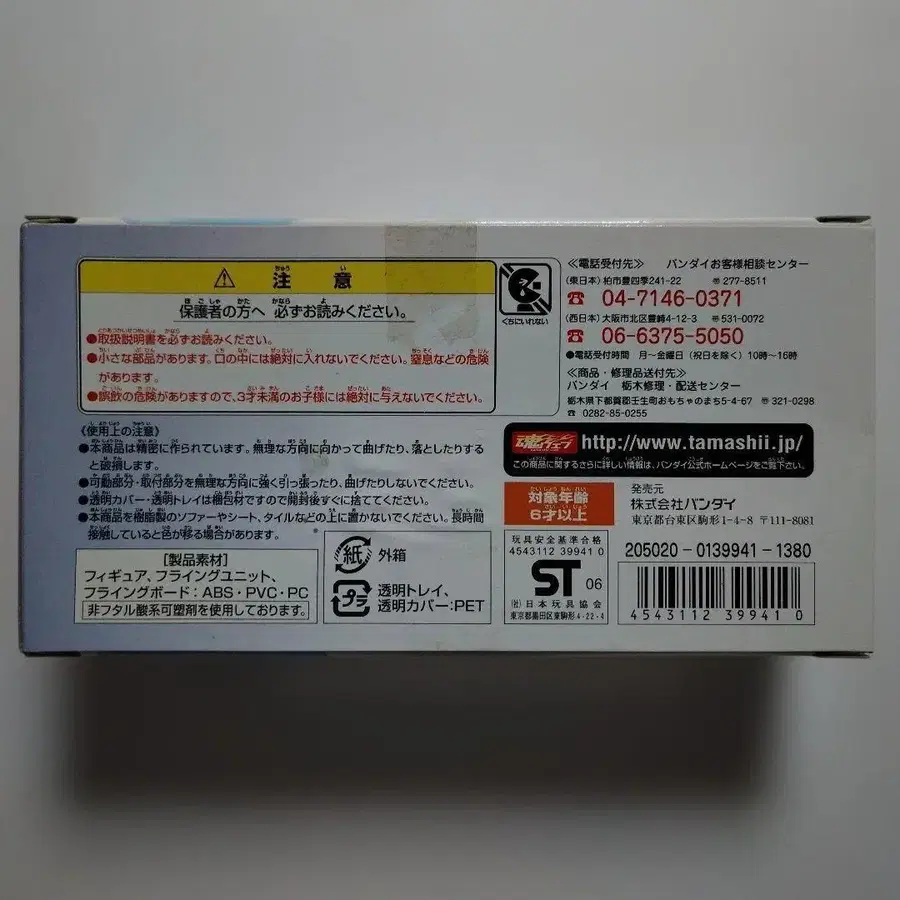 ⚠ 注意
保護者の方へ 必ずお読みください。
●取扱説明書を必ずお読みください。
●小さな部品があります。口の中には絶対に入れないでください。窒息などの危険
があります。
●誤飲の危険がありますので、3才未満のお子様には絶対に与えないでください。
くちにいれない
《使用上の注意》
●本商品は精密に作られています。無理な方向に向かって曲げたり、落としたりする
と破損します。
●可動部分・取付部分を無理な方向に強く引っ張ったり、曲げたりしないでください。
●透明カバー・透明トレイは梱包材ですので開封後すぐに捨ててください。
●本商品を樹脂製のソファーやシート、タイルなどの上に置かないでください。長時間
接触していると色が移る場合があります。
[製品素材]
フィギュア、フライングユニット、
フライングボード:ABS・PVC・PC
非フタル酸系可塑剤を使用しております。
紙 外箱
プラ 透明トレイ、
透明カバー:PET
≪電話受付先≫ バンダイお客様相談センター
(東日本)柏市豊四季241-22 〒277-8511
☎ 04-7146-0371
(西日本)大阪市北区豊崎4-12-3 〒531-0072
☎ 06-6375-5050
●電話受付時間 月〜金曜日(祝日を除く)10時〜16時
≪商品・修理品送付先≫
バンダイ 栃木修理・配送センター
栃木県下都賀郡壬生町おもちゃのまち5-4-67 〒321-0298
☎ 0282-85-0255
魂ウェブ http://www.tamashii.jp/
この商品に関するさらに詳しい情報は、バンダイ公式ホームページをご覧下さい。
対象年齢
6才以上
発売元
株式会社バンダイ
東京都台東区駒形1-4-8 〒111-8081
玩具安全基準合格
4543112 39941 0
ST 06
(社)日本玩具協会
東京都墨田区東駒形4-22-4
205020-0139941-1380
4543112 399410